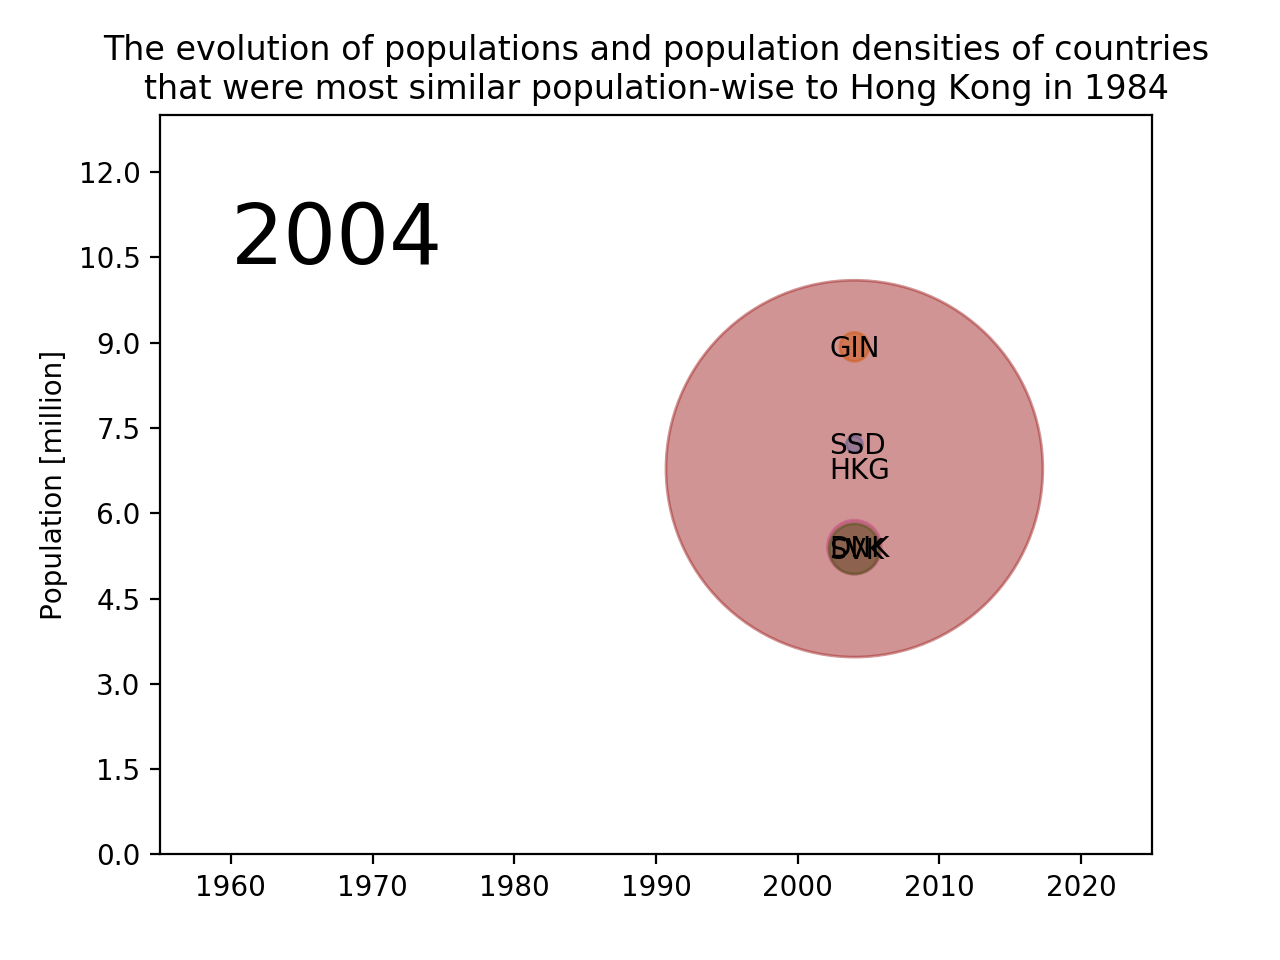 The evolution of populations and population densities of countries
that were most similar population-wise to Hong Kong in 1984
12.0
10.5
9.0
7.5
6.0
4.5
3.0
1.5
0.0
Population [million]
2004
GIN
SSD
HKG
DNK
SVK
1960 1970 1980 1990 2000 2010 2020